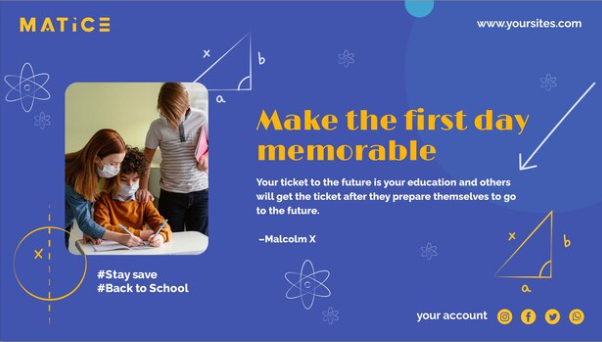 MATICE
www.yoursites.com
x
b
a
Make the first day
memorable
Your ticket to the future is your education and others
will get the ticket after they prepare themselves to go
to the future.
–Malcolm X
x
b
a
x
#Stay save
#Back to School
your account